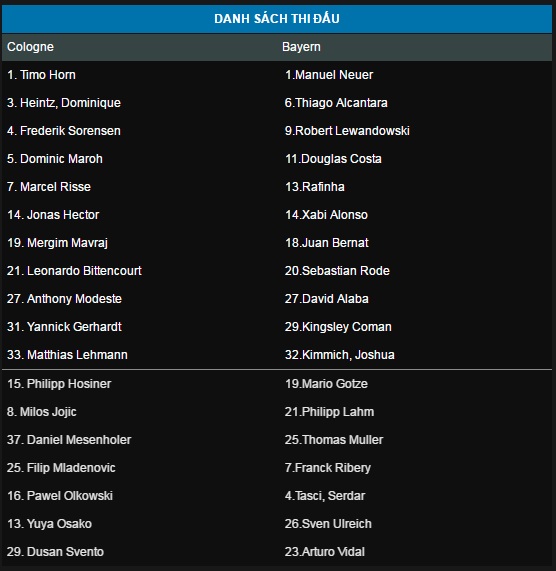 DANH SÁCH THI ĐẤU
Cologne Bayern
1. Timo Horn 1.Manuel Neuer
3. Heintz, Dominique 6.Thiago Alcantara
4. Frederik Sorensen 9.Robert Lewandowski
5. Dominic Maroh 11.Douglas Costa
7. Marcel Risse 13.Rafinha
14. Jonas Hector 14.Xabi Alonso
19. Mergim Mavraj 18.Juan Bernat
21. Leonardo Bittencourt 20.Sebastian Rode
27. Anthony Modeste 27.David Alaba
31. Yannick Gerhardt 29.Kingsley Coman
33. Matthias Lehmann 32.Kimmich, Joshua
15. Philipp Hosiner 19.Mario Gotze
8. Milos Jojic 21.Philipp Lahm
37. Daniel Mesenholer 25.Thomas Muller
25. Filip Mladenovic 7.Franck Ribery
16. Pawel Olkowski 4.Tasci, Serdar
13. Yuya Osako 26.Sven Ulreich
29. Dusan Svento 23.Arturo Vidal